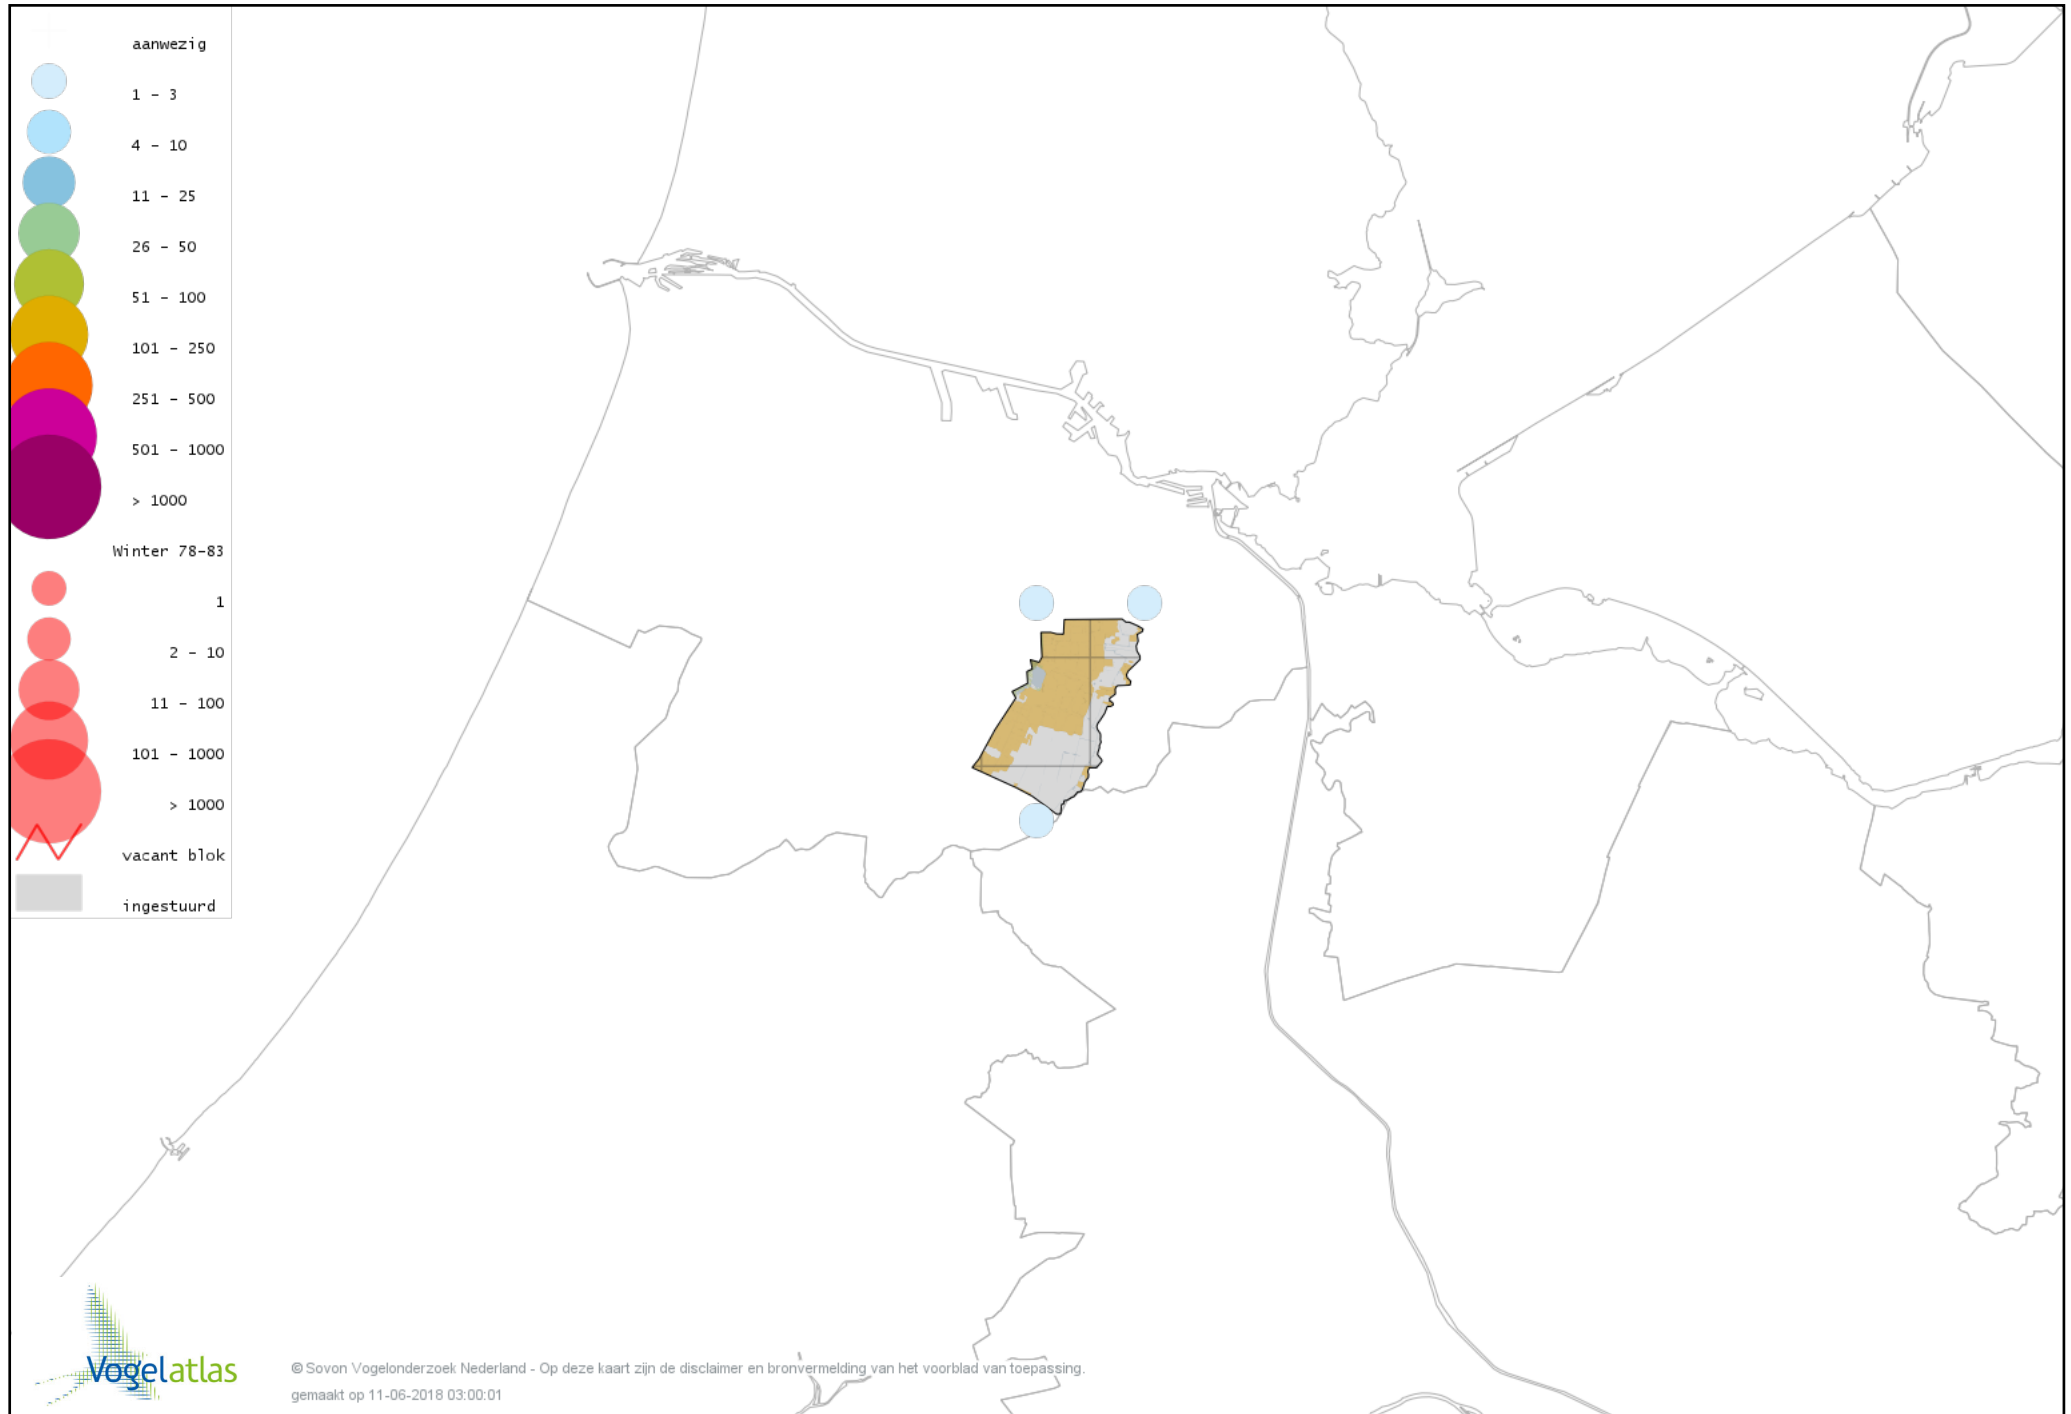 aanwezig
1 - 3
4 - 10
11 - 25
26 - 50
51 - 100
101 - 250
251 - 500
501 - 1000
> 1000
Winter 78-83
1
2 - 10
11 - 100
101 - 1000
> 1000
vacant blok
ingestuurd
Vogelatlas
© Sovon Vogelonderzoek Nederland - Op deze kaart zijn de disclaimer en bronvermelding van het voorblad van toepassing.
gemaakt op 11-06-2018 03:00:01